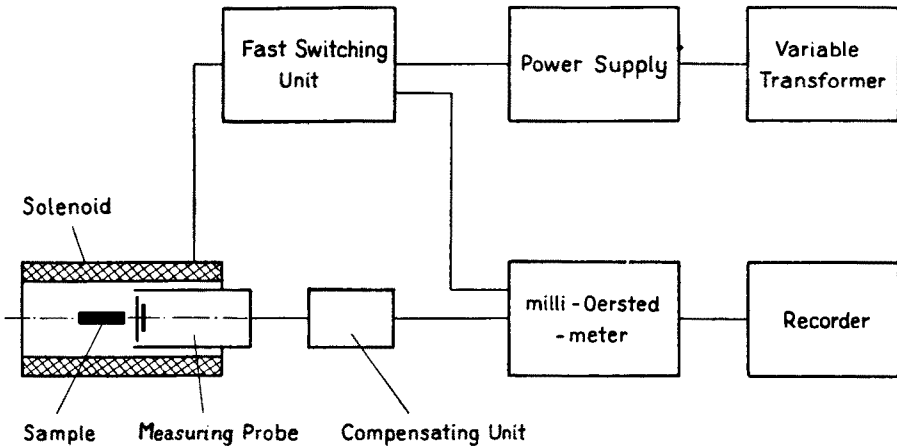 Fast Switching
Unit
Power Supply
Variable
Transformer
Solenoid
milli-Oersted
-meter
Recorder
Sample
Measuring Probe
Compensating Unit